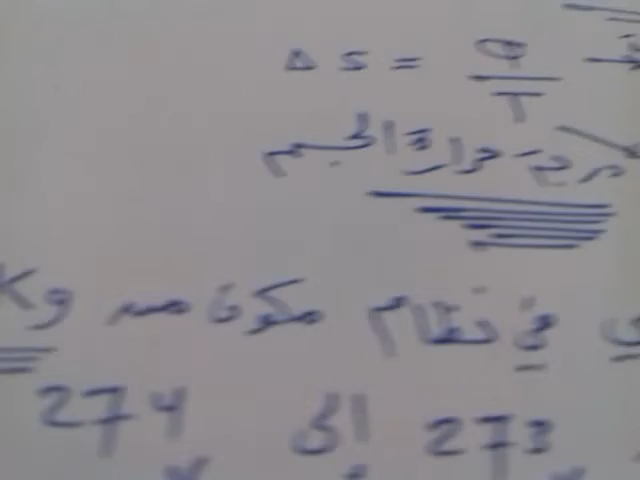 ΔS = Q/T
درجة حرارة الجسم
في نظام مكون من و Kg
273 الى 274